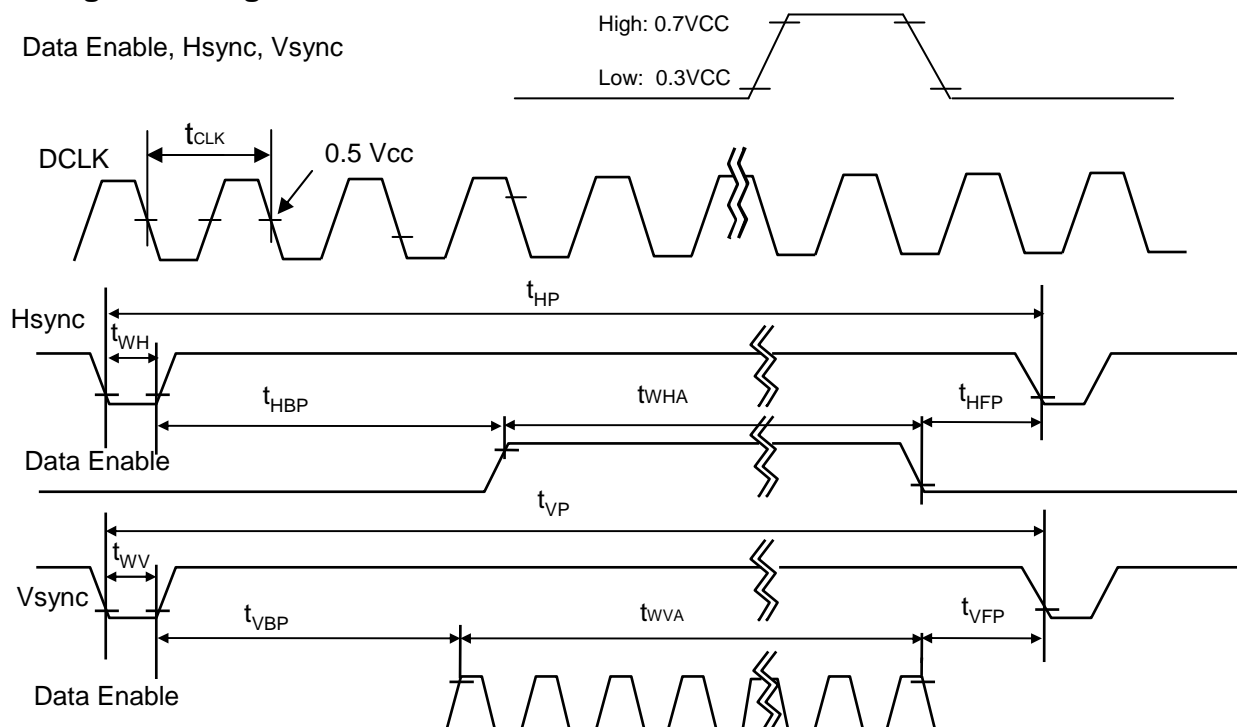 Data Enable, Hsync, Vsync
High: 0.7VCC
Low: 0.3VCC
tCLK
DCLK
0.5 Vcc
tHP
Hsync
tWH
tHBP
tWHA
tHFP
Data Enable
tVP
tWV
Vsync
tVBP
tWVA
tVFP
Data Enable